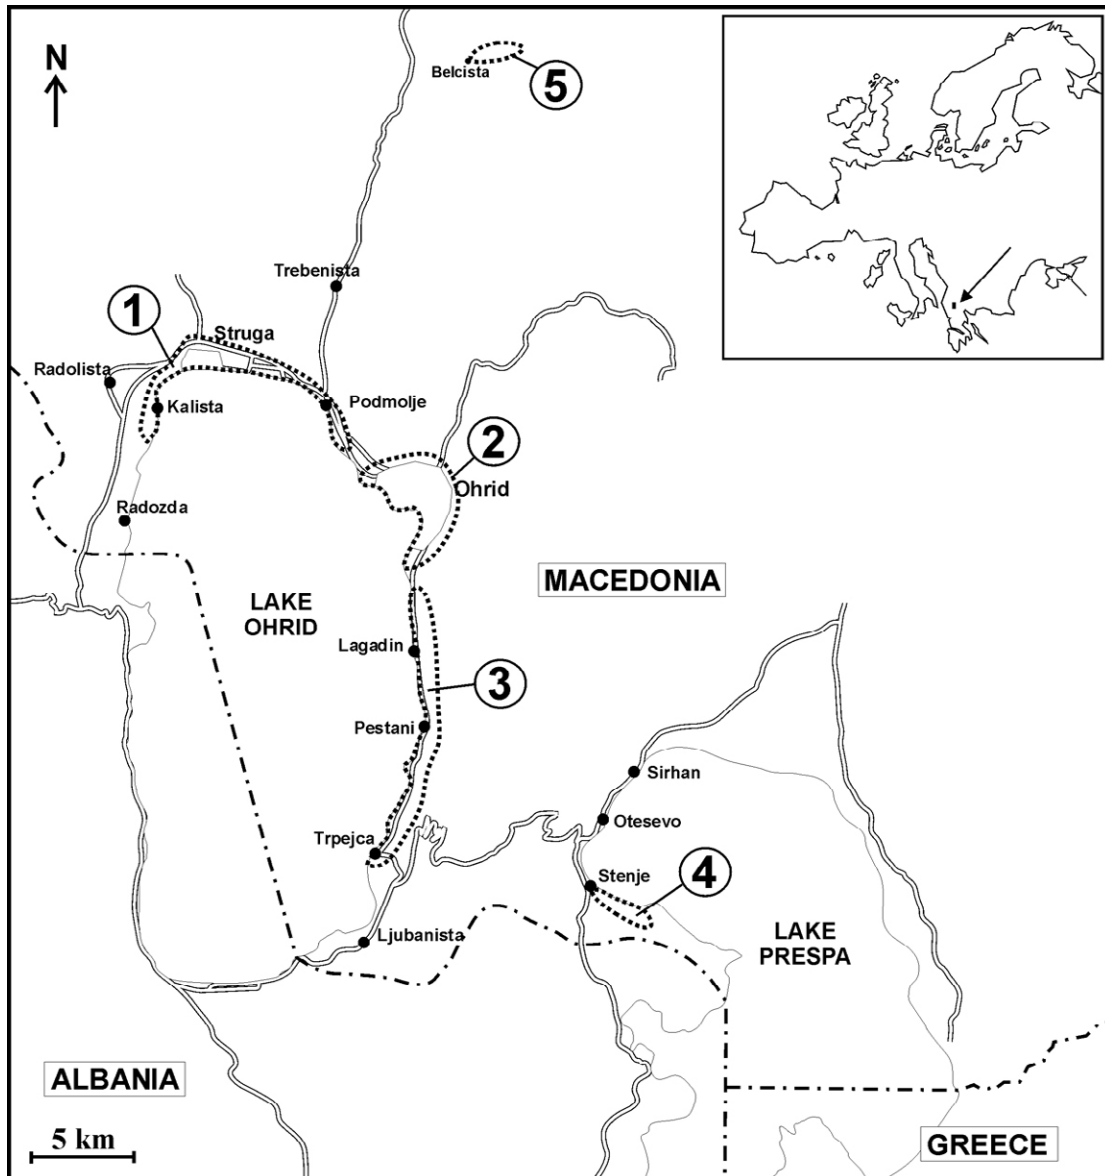 N
Belcista
5
Trebenista
1
Struga
Radolista
Kalista
Podmolje
2
Ohrid
Radozda
MACEDONIA
LAKE
OHRID
Lagadin
3
Pestani
Sirhan
Otesevo
Trpejca
Stenje
4
LAKE
PRESPA
Ljubanista
ALBANIA
5 km
GREECE